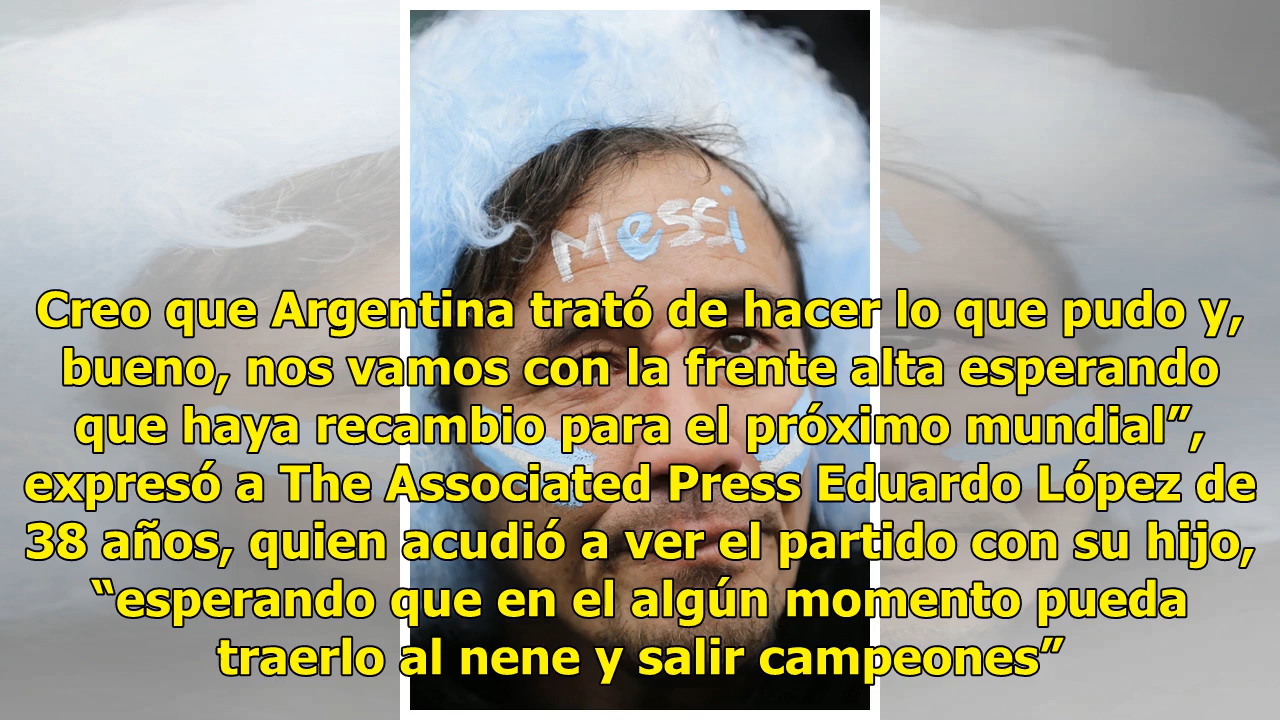 Messi
Creo que Argentina trató de hacer lo que pudo y,
bueno, nos vamos con la frente alta esperando
que haya recambio para el próximo mundial”,
expresó a The Associated Press Eduardo López de
38 años, quien acudió a ver el partido con su hijo,
“esperando que en el algún momento pueda
traerlo al nene y salir campeones”